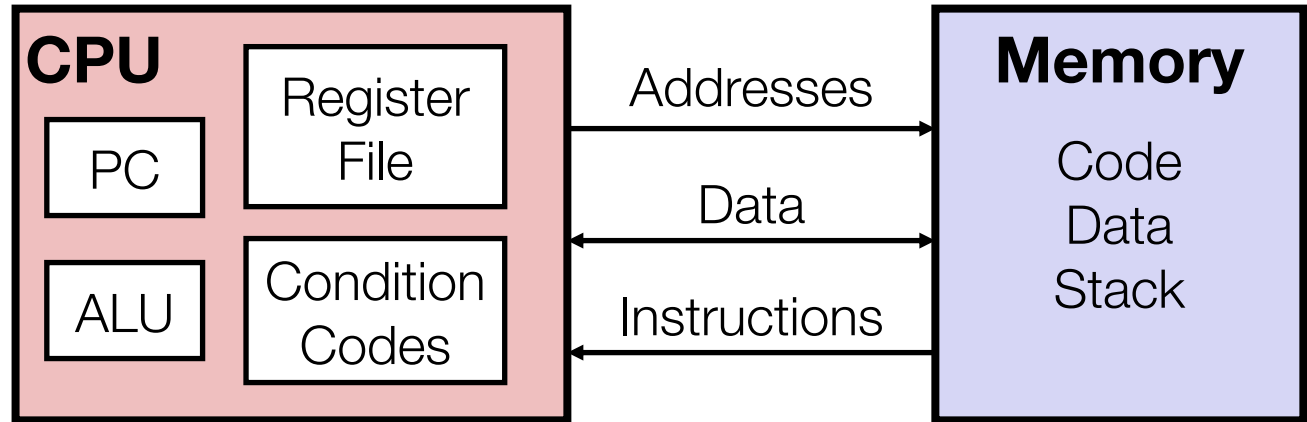 CPU
Register
File
PC
ALU
Condition
Codes
Addresses
Data
Instructions
Memory
Code
Data
Stack